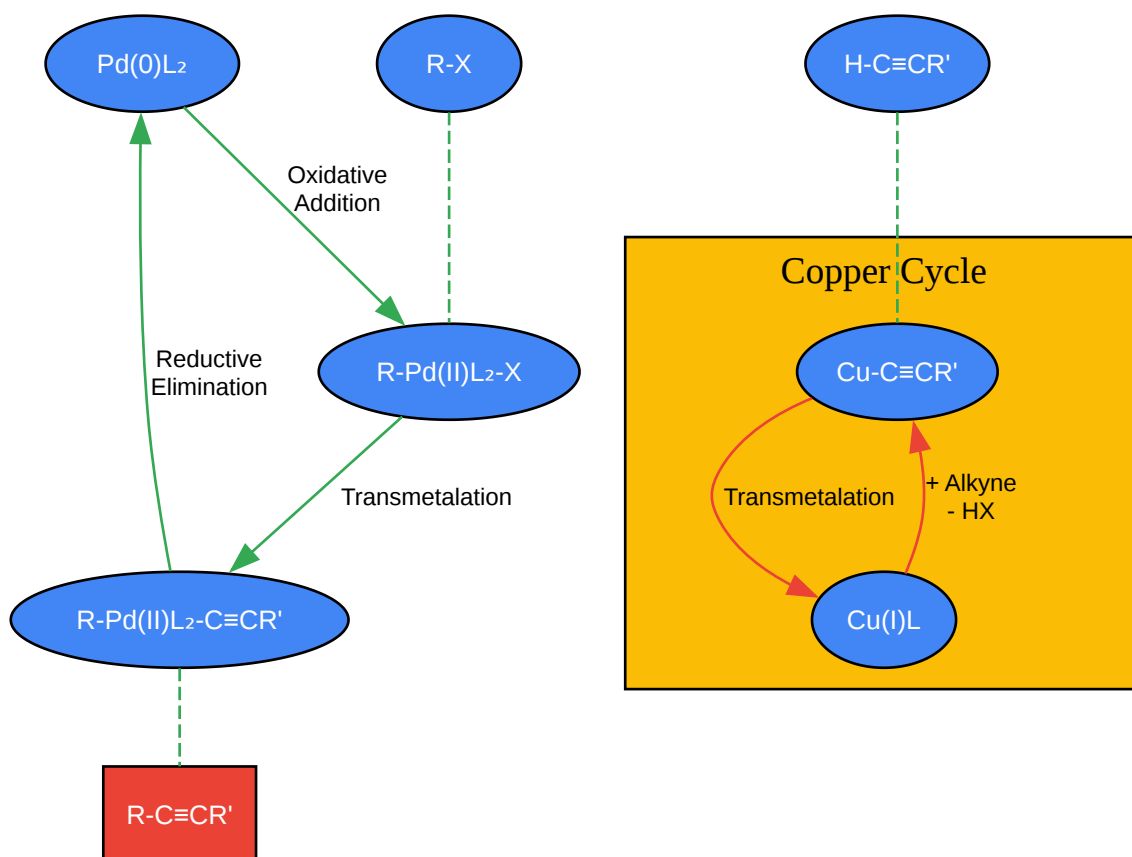 Pd(0)L₂
R-X
H-C≡CR'
Oxidative
Addition
Copper Cycle
Reductive
Elimination
R-Pd(II)L₂-X
Cu-C≡CR'
Transmetalation
Transmetalation
+ Alkyne
- HX
R-Pd(II)L₂-C≡CR'
Cu(I)L
R-C≡CR'